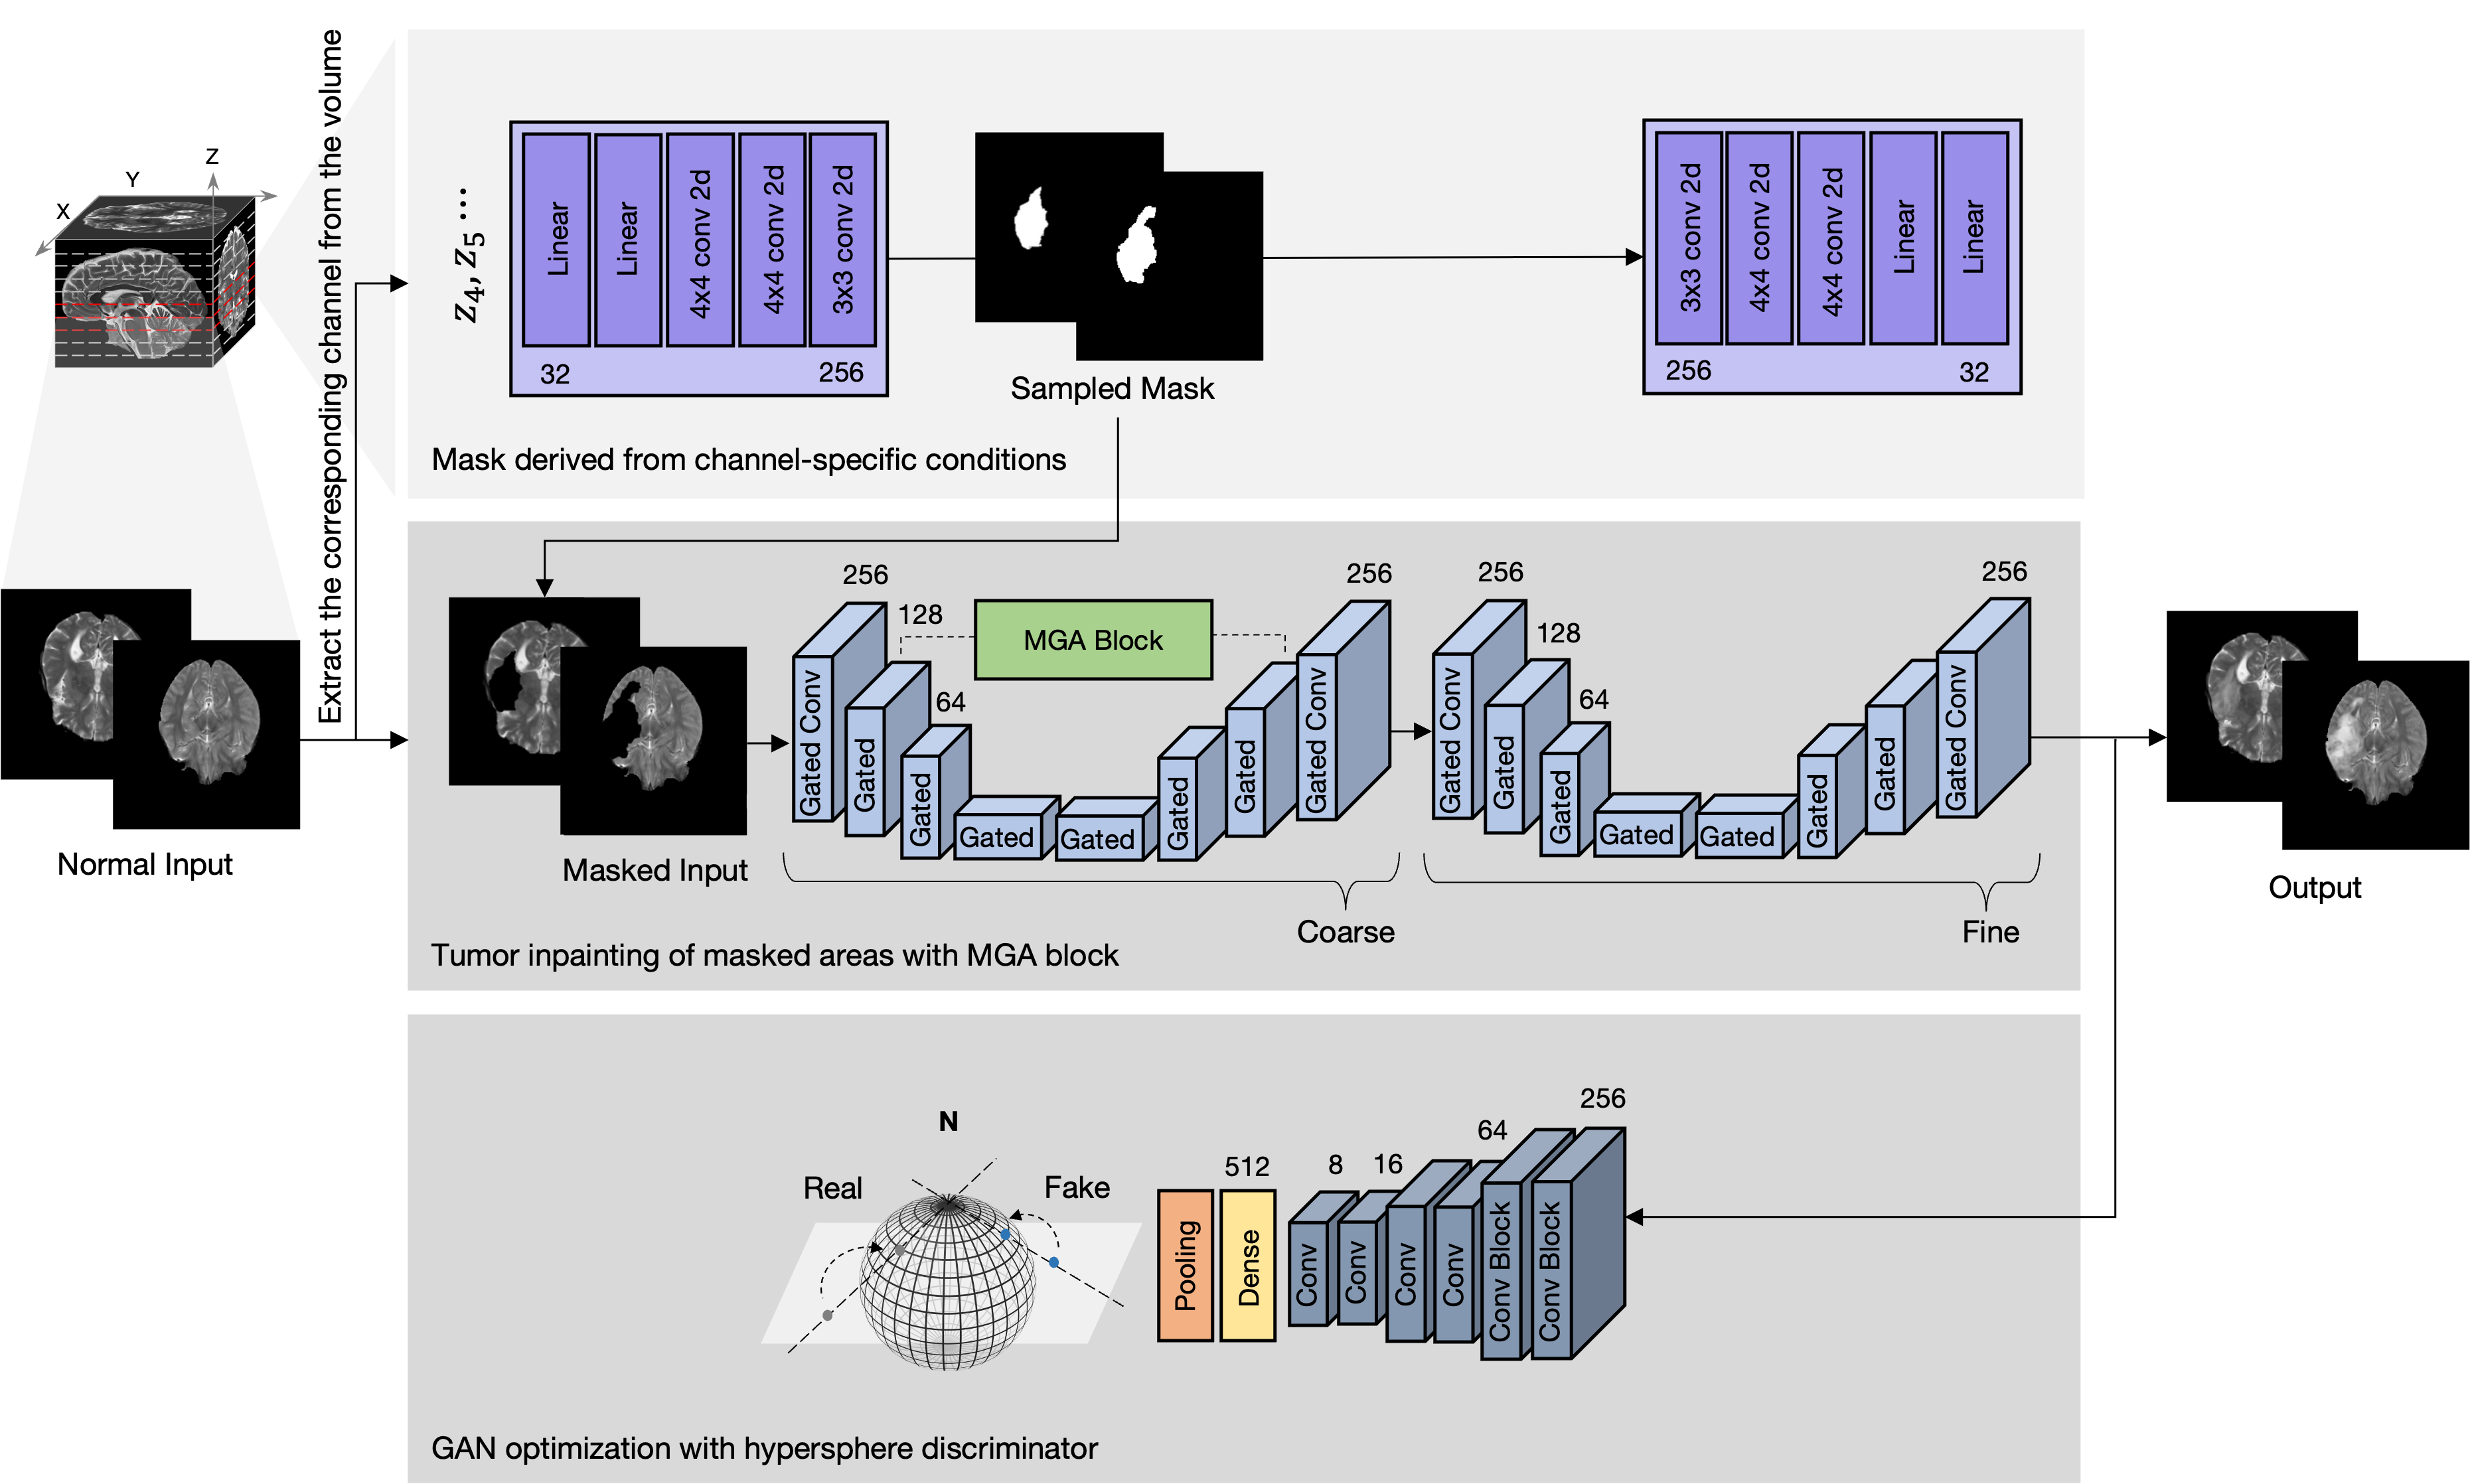 Z
Y
X
Extract the corresponding channel from the volume
z₄, z₅ ...
Linear
Linear
4x4 conv 2d
4x4 conv 2d
3x3 conv 2d
32
256
Sampled Mask
3x3 conv 2d
4x4 conv 2d
4x4 conv 2d
Linear
Linear
256
32
Mask derived from channel-specific conditions
Normal Input
Masked Input
256
128
64
MGA Block
256
Gated Conv
Gated
Gated
Gated
Gated
Gated
Gated
Gated Conv
Coarse
256
128
64
256
Gated Conv
Gated
Gated
Gated
Gated
Gated
Gated
Gated Conv
Fine
Output
Tumor inpainting of masked areas with MGA block
N
Real
Fake
Pooling
512
Dense
8
16
64
256
Conv
Conv
Conv
Conv
Conv Block
Conv Block
GAN optimization with hypersphere discriminator